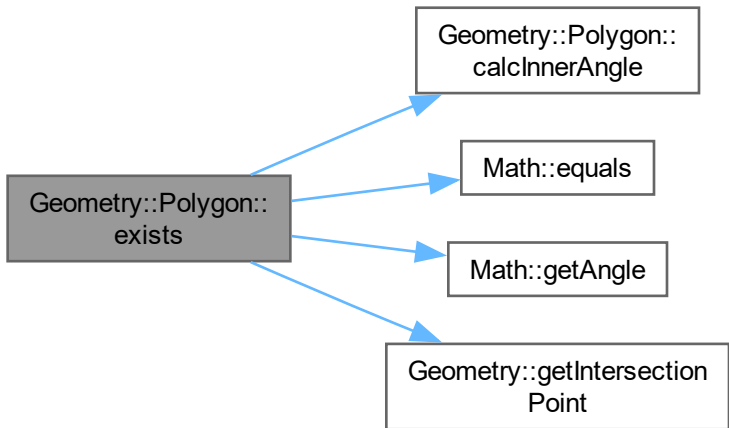 Geometry::Polygon::
calcInnerAngle
Math::equals
Geometry::Polygon::
exists
Math::getAngle
Geometry::getIntersection
Point